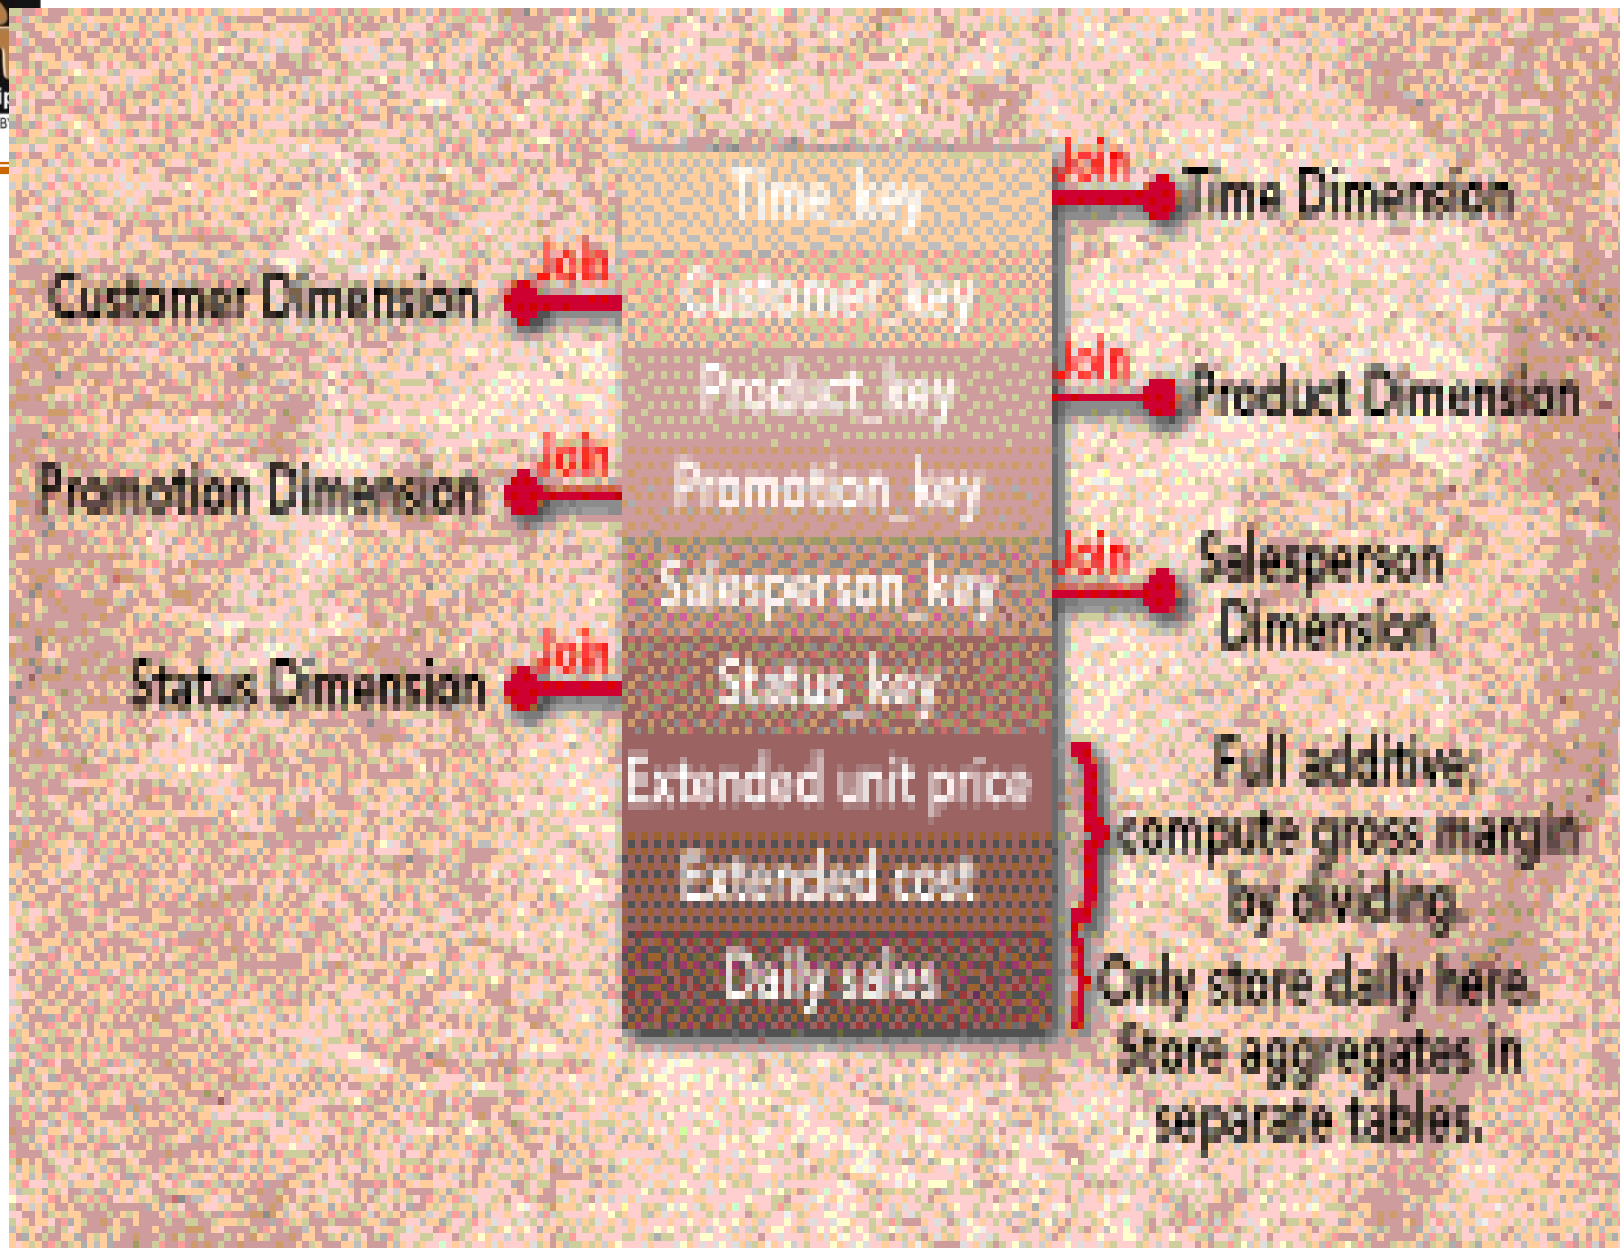 Join
Time_key
Time Dimension
Join
Customer Dimension
Customer_key
Join
Product_key
Product Dimension
Join
Promotion Dimension
Promotion_key
Join
Salesperson
Salesperson_key
Dimension
Join
Status Dimension
Status_key
Extended unit price
Full additive;
compute gross margin
by dividing.
Extended cost
Daily sales
Only store daily here.
Store aggregates in
separate tables.